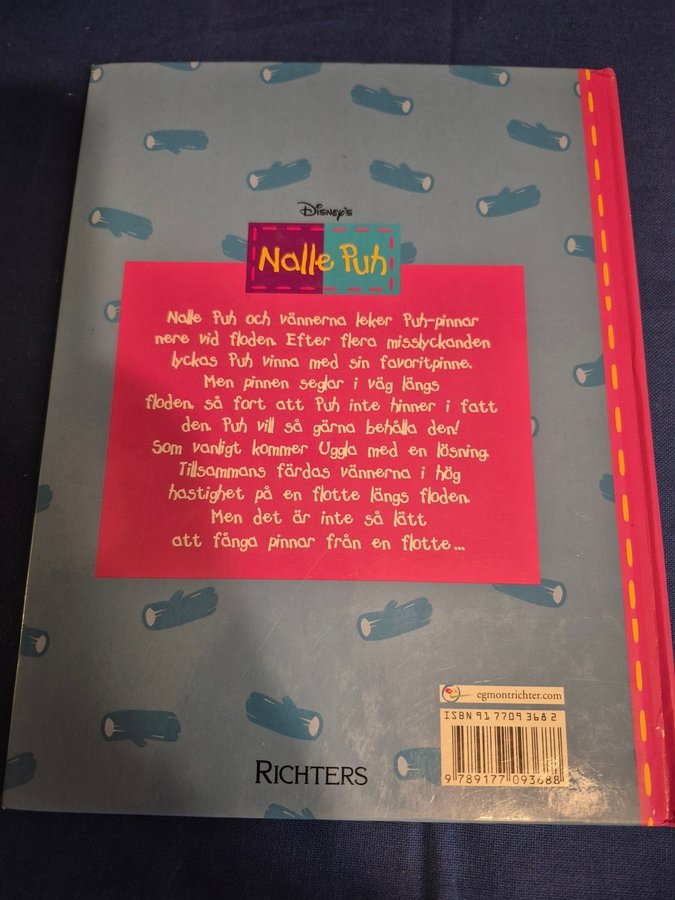 Disney's
Nalle Puh
Nalle Puh och vännerna leker Puh-pinnar
nere vid floden. Efter flera misslyckanden
lyckas Puh vinna med sin favoritpinne.
Men pinnen seglar i väg längs
floden, så fort att Puh inte hinner i fatt
den. Puh vill så gärna behålla den!
Som vanligt kommer Uggla med en lösning.
Tillsammans färdas vännerna i hög
hastighet på en flotte längs floden.
Men det är inte så lätt
att fånga pinnar från en flotte...
egmontrichter.com
ISBN 91 7709 368 2
9 789177 093688
RICHTERS